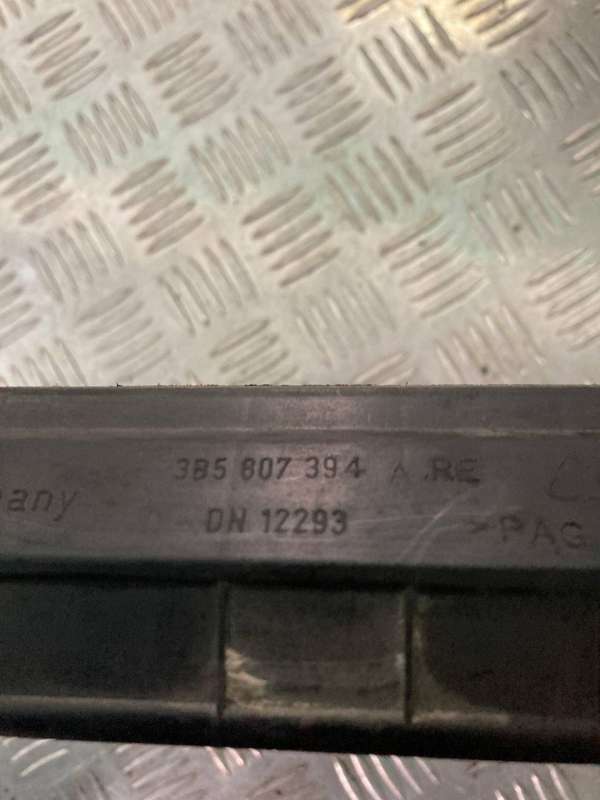 3B5 807 394 A .RE
any
DN 12293
>PAG